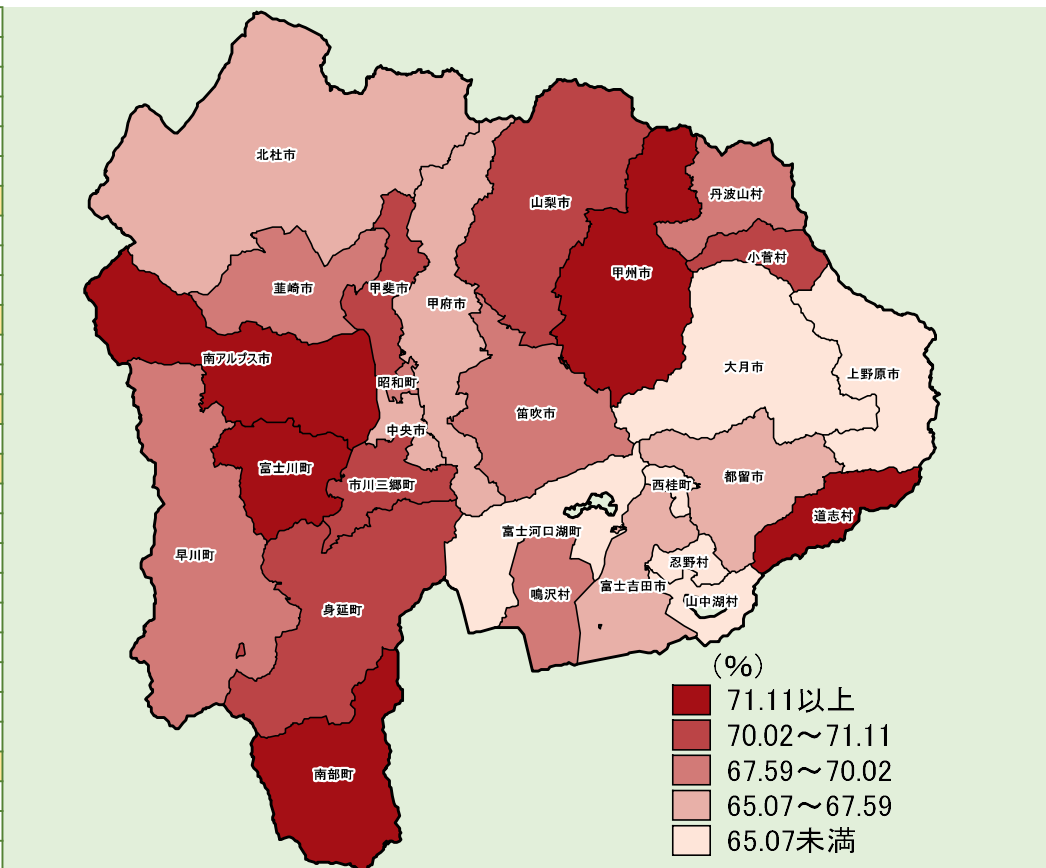 北杜市
山梨市
丹波山村
小菅村
甲州市
韮崎市
甲斐市
甲府市
南アルプス市
大月市
上野原市
昭和町
笛吹市
中央市
富士川町
市川三郷町
西桂町
都留市
道志村
富士河口湖町
早川町
忍野村
鳴沢村
富士吉田市
山中湖村
身延町
南部町
(%)
71.11以上
70.02～71.11
67.59～70.02
65.07～67.59
65.07未満